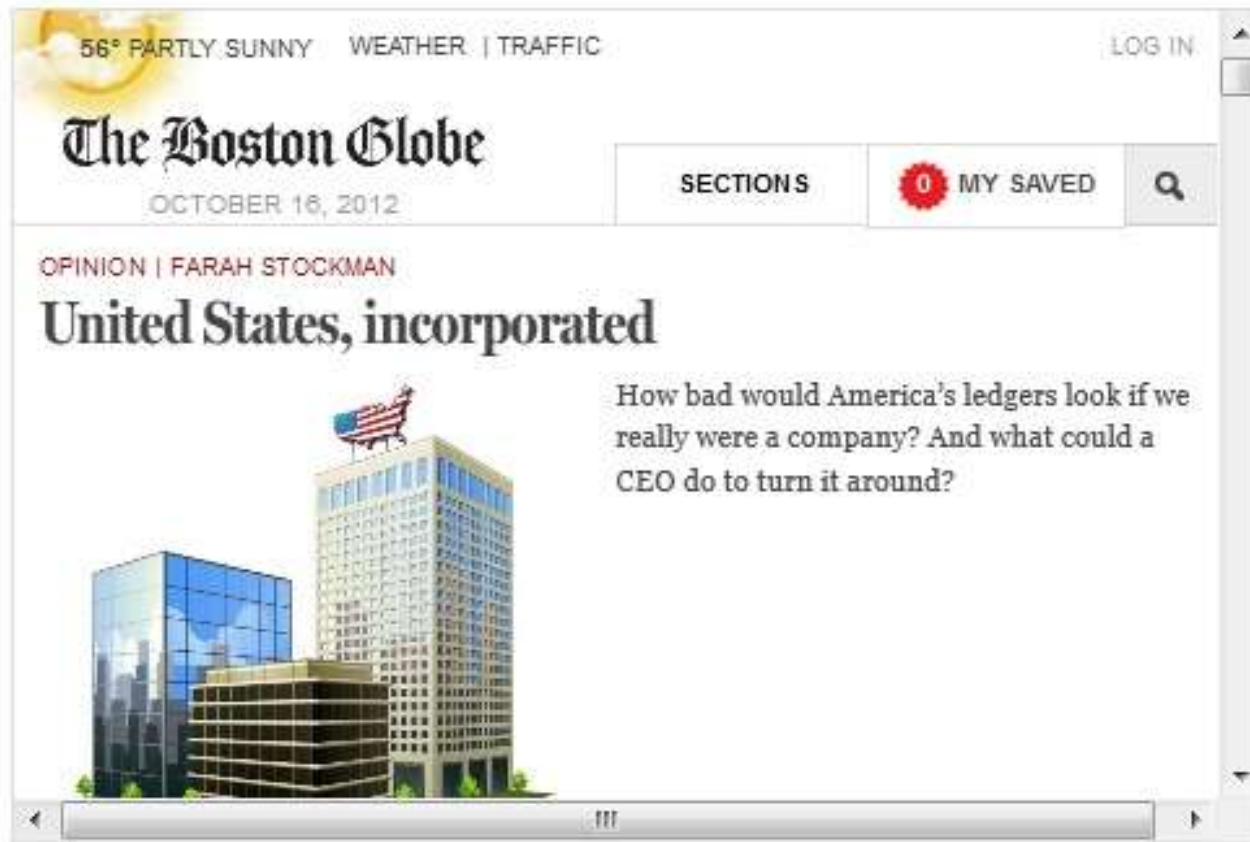 56° PARTLY SUNNY WEATHER | TRAFFIC LOG IN
The Boston Globe
SECTIONS 0 MY SAVED
OCTOBER 16, 2012
OPINION | FARAH STOCKMAN
United States, incorporated
How bad would America's ledgers look if we
really were a company? And what could a
CEO do to turn it around?